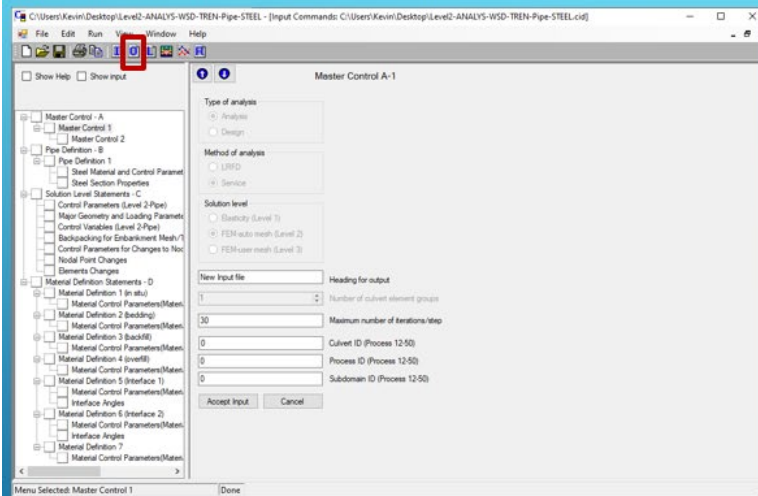 C:\Users\Kevin\Desktop\Level2-ANALYS-WSD-TREN-Pipe-STEEL - [Input Commands: C:\Users\Kevin\Desktop\Level2-ANALYS-WSD-TREN-Pipe-STEEL.cid]
File Edit Run View Window Help
Show Help Show input
Master Control A-1
Master Control - A
Master Control 1
Master Control 2
Pipe Definition - B
Pipe Definition 1
Steel Material and Control Paramet
Steel Section Properties
Solution Level Statements - C
Control Parameters (Level 2-Pipe)
Major Geometry and Loading Paramete
Control Variables (Level 2-Pipe)
Backpacking for Embankment Mesh/T
Control Parameters for Changes to Noc
Nodal Point Changes
Elements Changes
Material Definition Statements - D
Material Definition 1 (in situ)
Material Control Parameters(Materi
Material Definition 2 (bedding)
Material Control Parameters(Materi
Material Definition 3 (backfill)
Material Control Parameters(Materi
Material Definition 4 (overfill)
Material Control Parameters(Materi
Material Definition 5 (Interface 1)
Material Control Parameters(Materi
Interface Angles
Material Definition 6 (Interface 2)
Material Control Parameters(Materi
Interface Angles
Material Definition 7
Material Control Parameters(Materi
Type of analysis
Analysis
Design
Method of analysis
LRFD
Service
Solution level
Elasticity (Level 1)
FEM-auto mesh (Level 2)
FEM-user mesh (Level 3)
New Input file Heading for output
1 Number of culvert element groups
30 Maximum number of iterations/step
0 Culvert ID (Process 12-50)
0 Process ID (Process 12-50)
0 Subdomain ID (Process 12-50)
Accept Input Cancel
Menu Selected: Master Control 1 Done